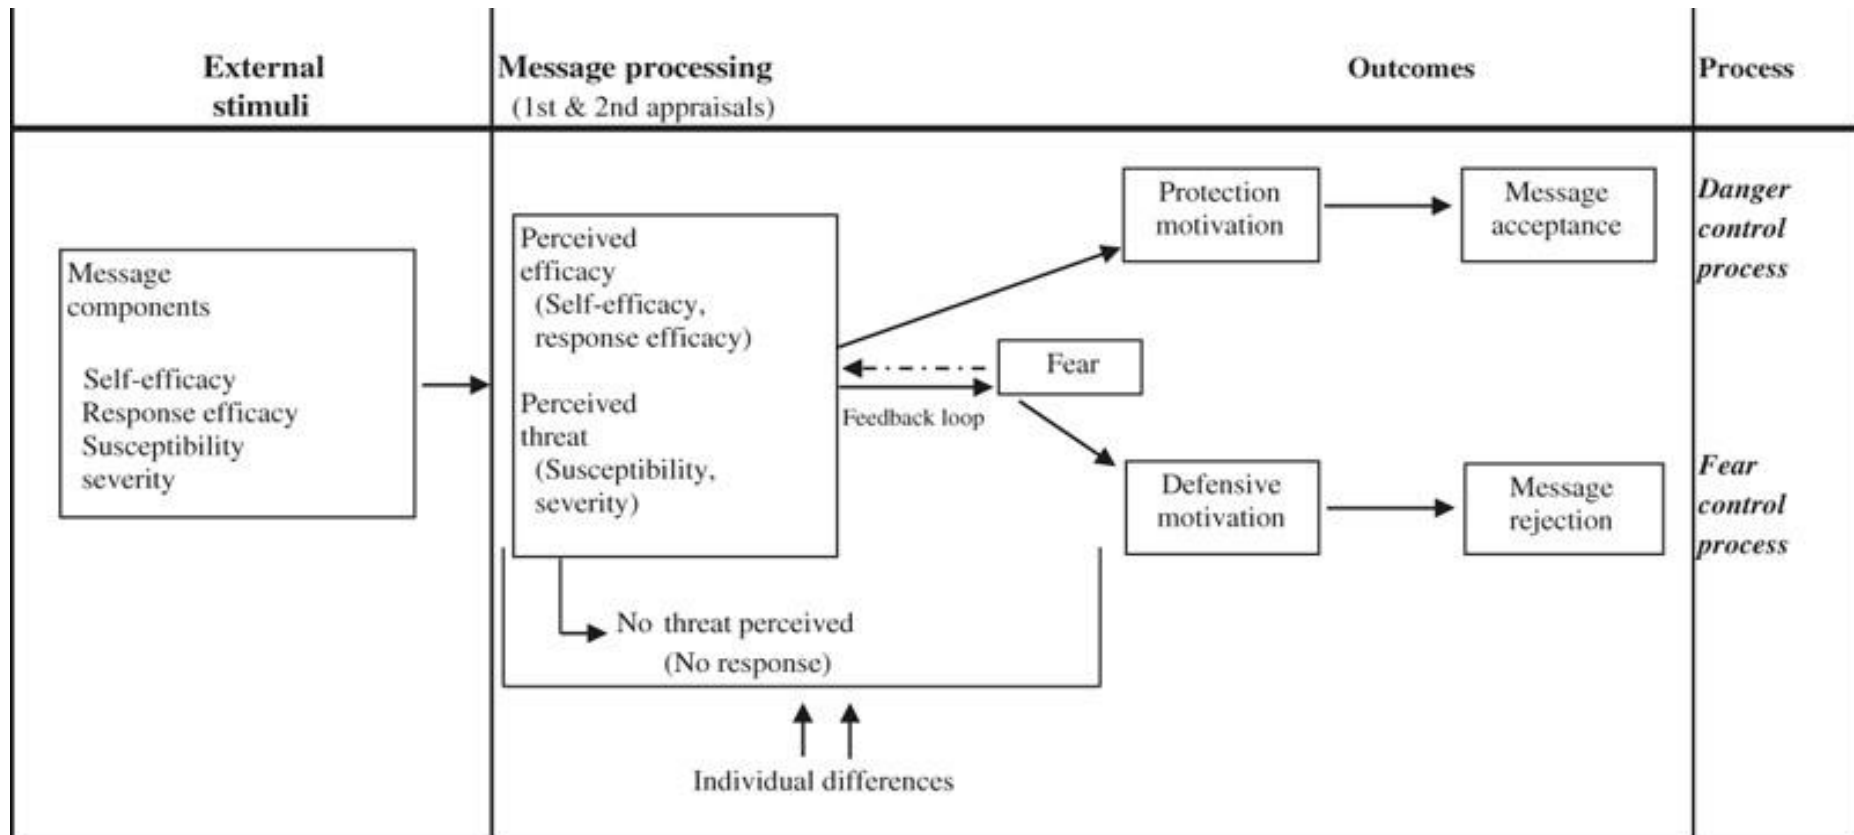 External
stimuli
Message processing
(1st & 2nd appraisals)
Outcomes
Process
Message
components
Self-efficacy
Response efficacy
Susceptibility
severity
Perceived
efficacy
(Self-efficacy,
response efficacy)
Perceived
threat
(Susceptibility,
severity)
No threat perceived
(No response)
Individual differences
Feedback loop
Fear
Protection
motivation
Message
acceptance
Defensive
motivation
Message
rejection
Danger
control
process
Fear
control
process